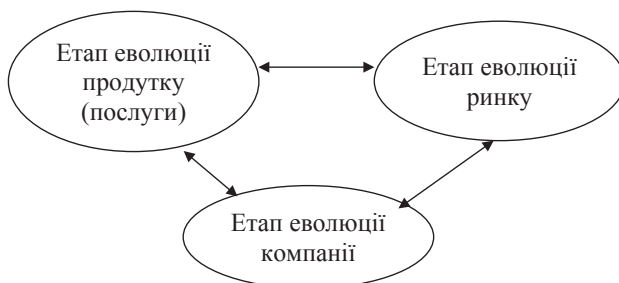 Етап еволюції
продутку
(послуги)
Етап еволюції
ринку
Етап еволюції
компанії